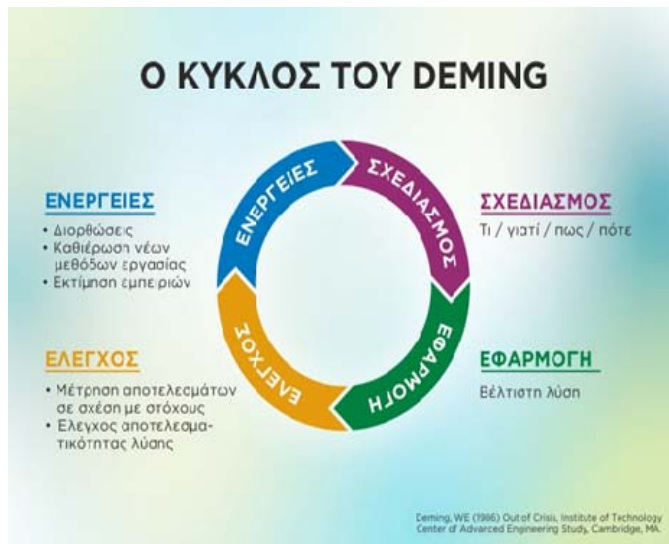 Ο ΚΥΚΛΟΣ ΤΟΥ DEMING
ΕΝΕΡΓΕΙΕΣ
• Διορθώσεις
• Καθιέρωση νέων
μεθόδων εργασίας
• Εκτίμηση εμπειριών
ΕΝΕΡΓΕΙΕΣ
ΣΧΕΔΙΑΣΜΟΣ
ΣΧΕΔΙΑΣΜΟΣ
Τι / γιατί / πως / πότε
ΕΛΕΓΧΟΣ
• Μέτρηση αποτελεσμάτων
σε σχέση με στόχους
• Ελεγχος αποτελεσμα-
τικότητας λύσης
ΕΛΕΓΧΟΣ
ΕΦΑΡΜΟΓΗ
ΕΦΑΡΜΟΓΗ
Βέλτιστη λύση
Deming, WE (1986) Out of Crisis, Institute of Technology
Center of Advanced Engineering Study, Cambridge, MA.